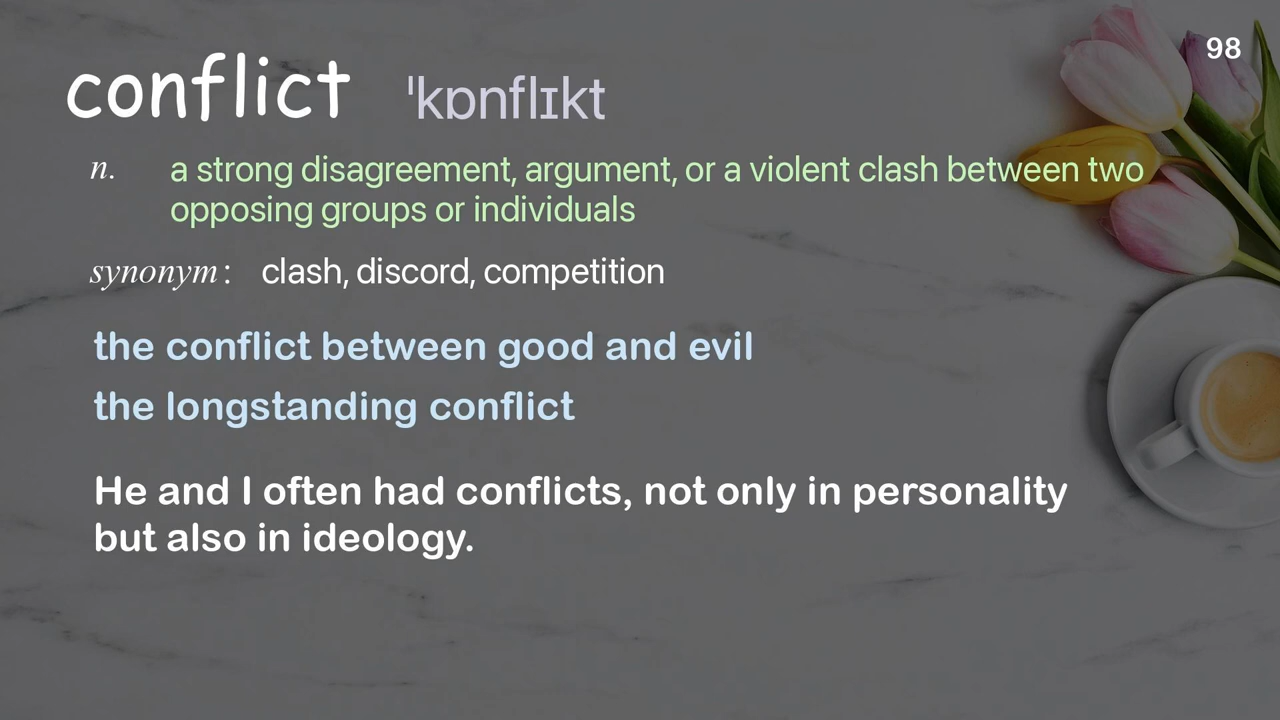 98
conflict ˈkɒnflɪkt
n. a strong disagreement, argument, or a violent clash between two
opposing groups or individuals
synonym: clash, discord, competition
the conflict between good and evil
the longstanding conflict
He and I often had conflicts, not only in personality
but also in ideology.